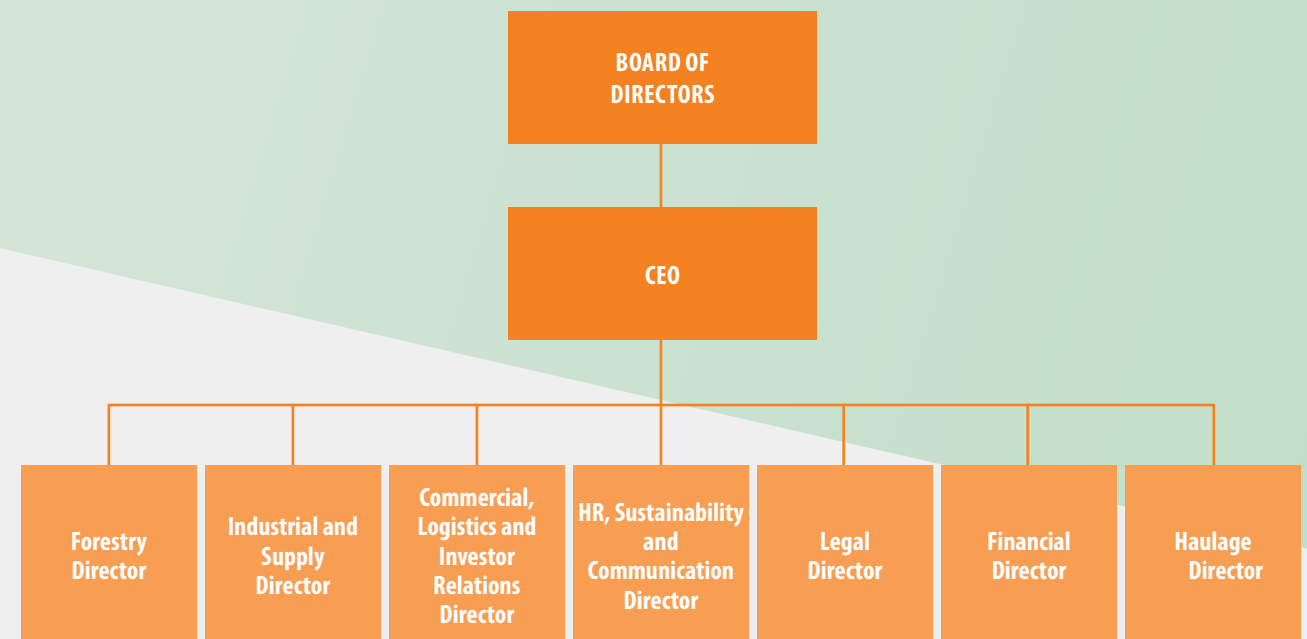 BOARD OF
DIRECTORS
CEO
Forestry
Director
Industrial and
Supply
Director
Commercial,
Logistics and
Investor
Relations
Director
HR, Sustainability
and
Communication
Director
Legal
Director
Financial
Director
Haulage
Director